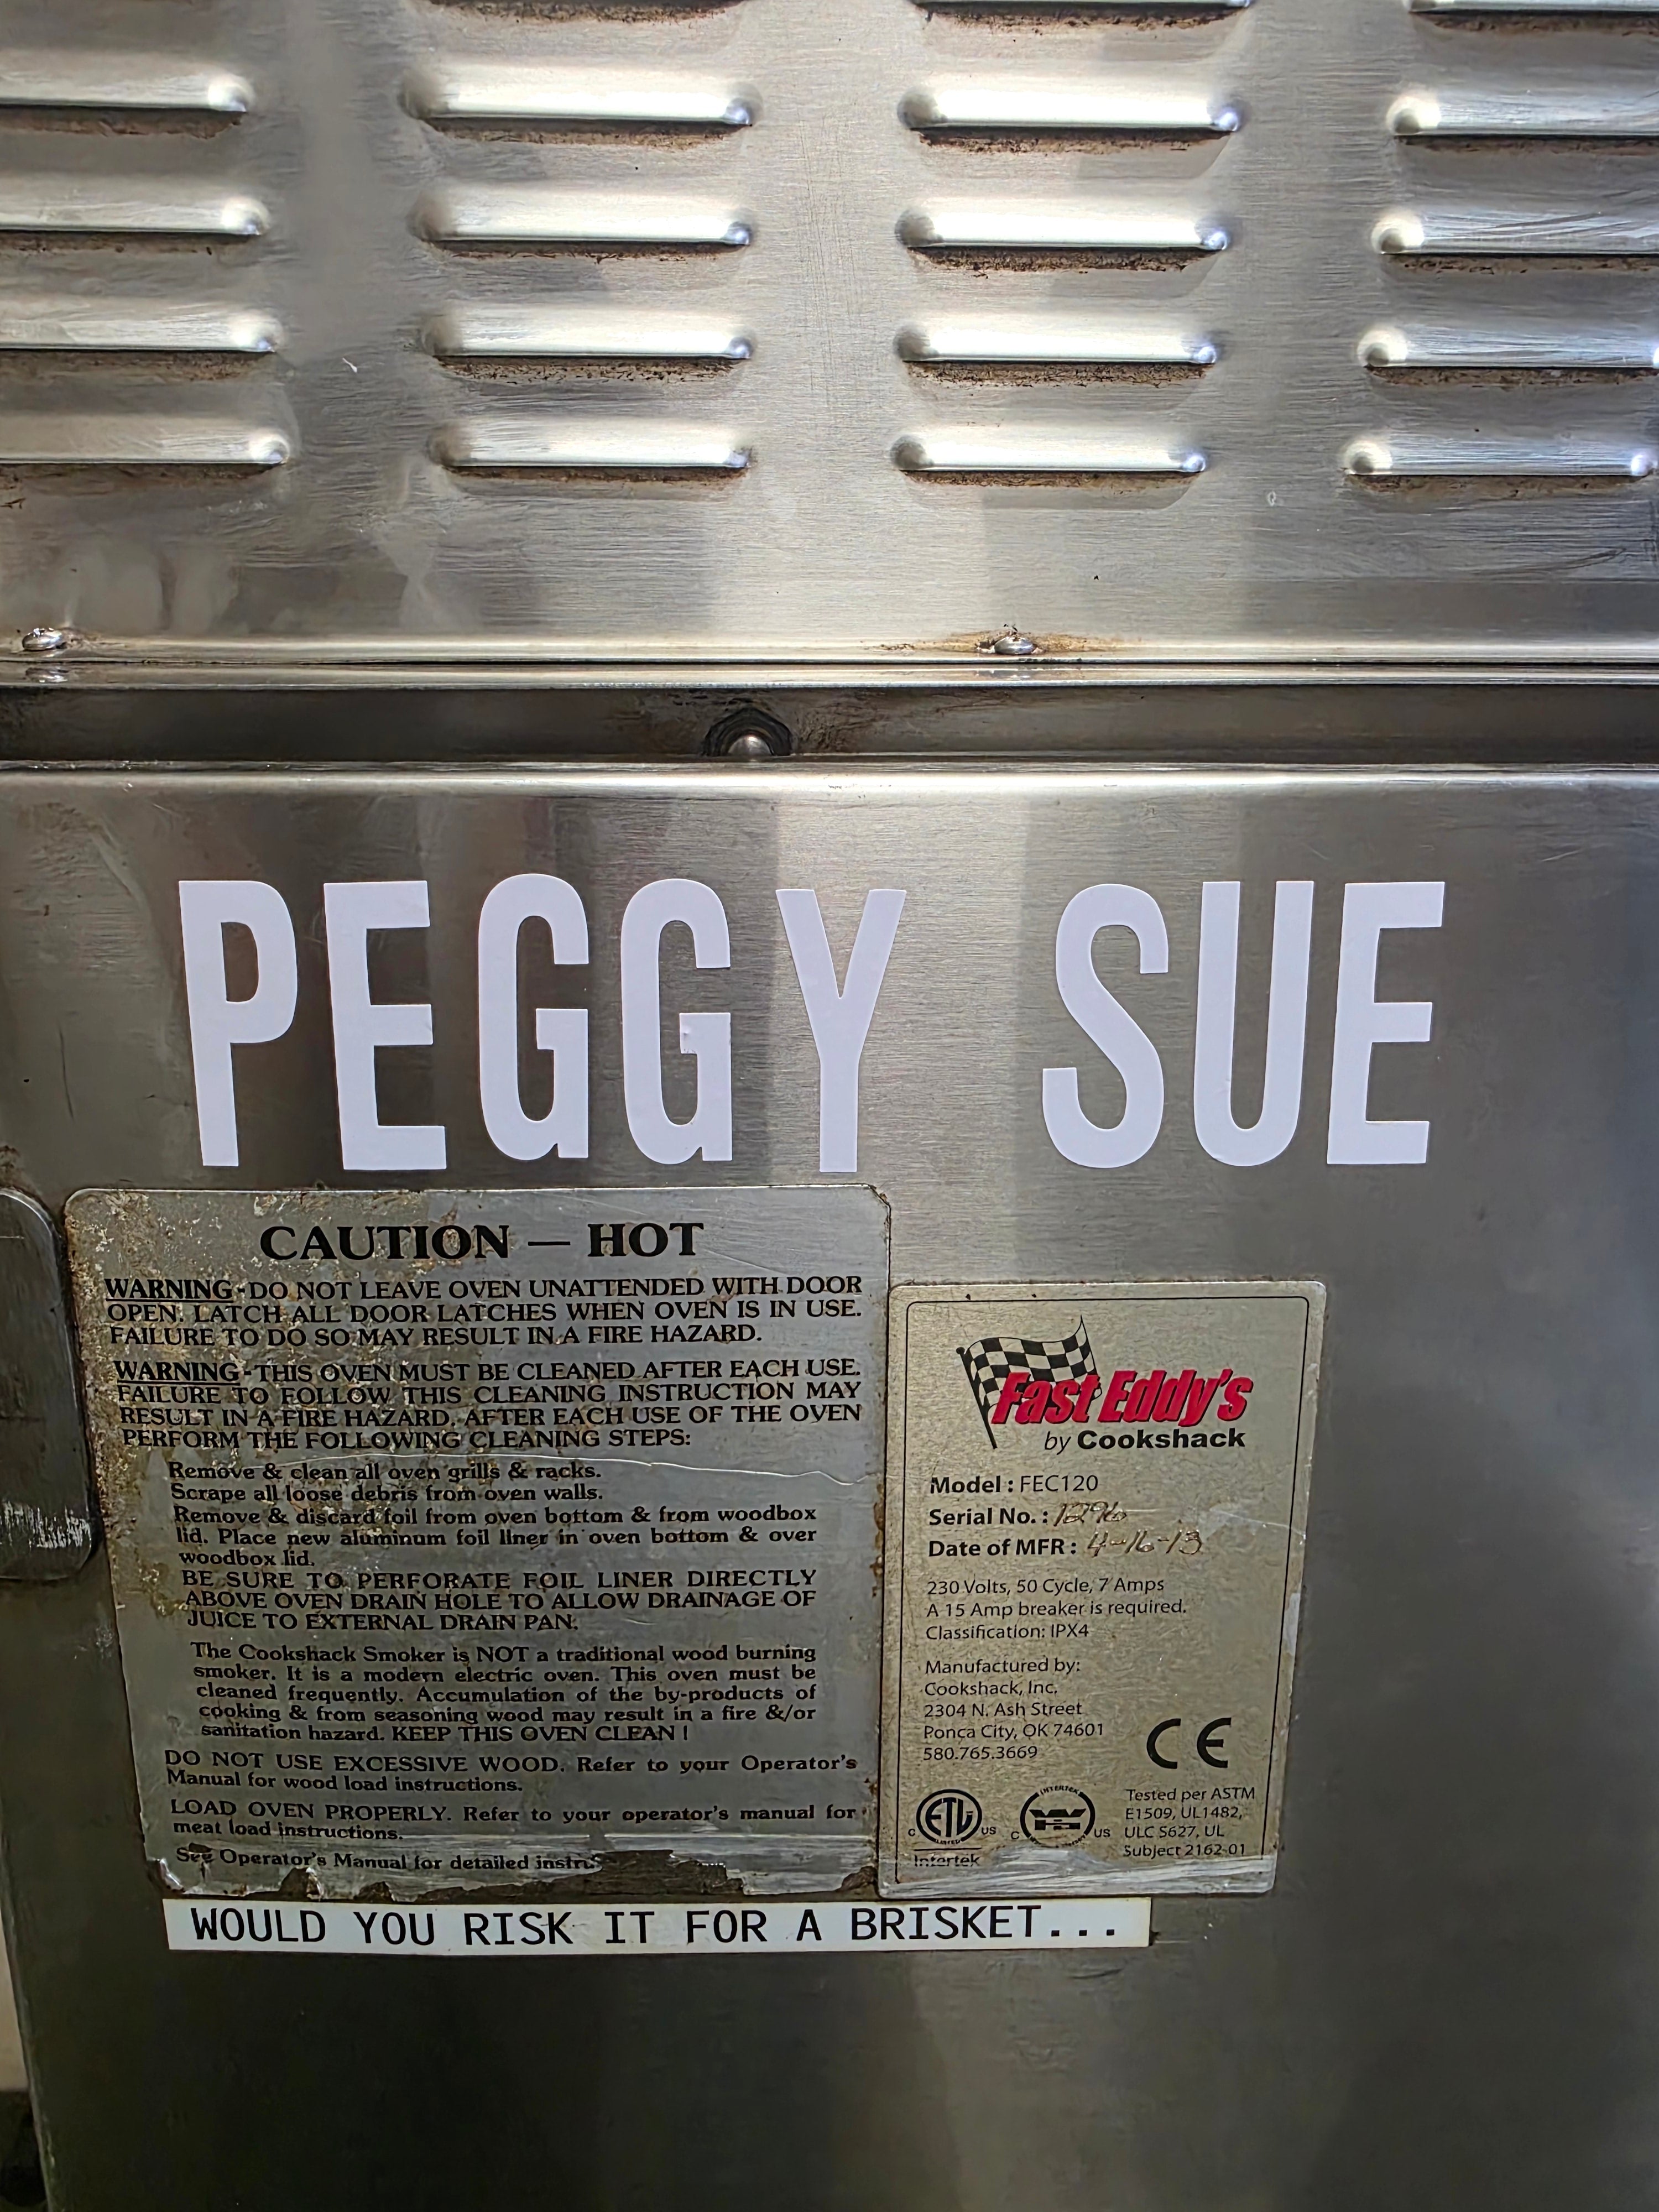 PEGGY SUE
CAUTION — HOT
WARNING - DO NOT LEAVE OVEN UNATTENDED WITH DOOR
OPEN. LATCH ALL DOOR LATCHES WHEN OVEN IS IN USE.
FAILURE TO DO SO MAY RESULT IN A FIRE HAZARD.
WARNING - THIS OVEN MUST BE CLEANED AFTER EACH USE.
FAILURE TO FOLLOW THIS CLEANING INSTRUCTION MAY
RESULT IN A FIRE HAZARD. AFTER EACH USE OF THE OVEN
PERFORM THE FOLLOWING CLEANING STEPS:
Remove & clean all oven grills & racks.
Scrape all loose debris from oven walls.
Remove & discard foil from oven bottom & from woodbox
lid. Place new aluminum foil liner in oven bottom & over
woodbox lid.
BE SURE TO PERFORATE FOIL LINER DIRECTLY
ABOVE OVEN DRAIN HOLE TO ALLOW DRAINAGE OF
JUICE TO EXTERNAL DRAIN PAN.
The Cookshack Smoker is NOT a traditional wood burning
smoker. It is a modern electric oven. This oven must be
cleaned frequently. Accumulation of the by-products of
cooking & from seasoning wood may result in a fire &/or
sanitation hazard. KEEP THIS OVEN CLEAN !
DO NOT USE EXCESSIVE WOOD. Refer to your Operator's
Manual for wood load instructions.
LOAD OVEN PROPERLY. Refer to your operator's manual for
meat load instructions.
See Operator's Manual for detailed
Fast Eddy's
by Cookshack
Model : FEC120
Serial No. : 1296
Date of MFR : 4-16-13
230 Volts, 50 Cycle, 7 Amps
A 15 Amp breaker is required.
Classification: IPX4
Manufactured by:
Cookshack, Inc.
2304 N. Ash Street
Ponca City, OK 74601
580.765.3669
CE
C ETL LISTED US
Intertek
INTERTEK
C WH US
Tested per ASTM
E1509, UL1482,
ULC S627, UL
Subject 2162-01
WOULD YOU RISK IT FOR A BRISKET...